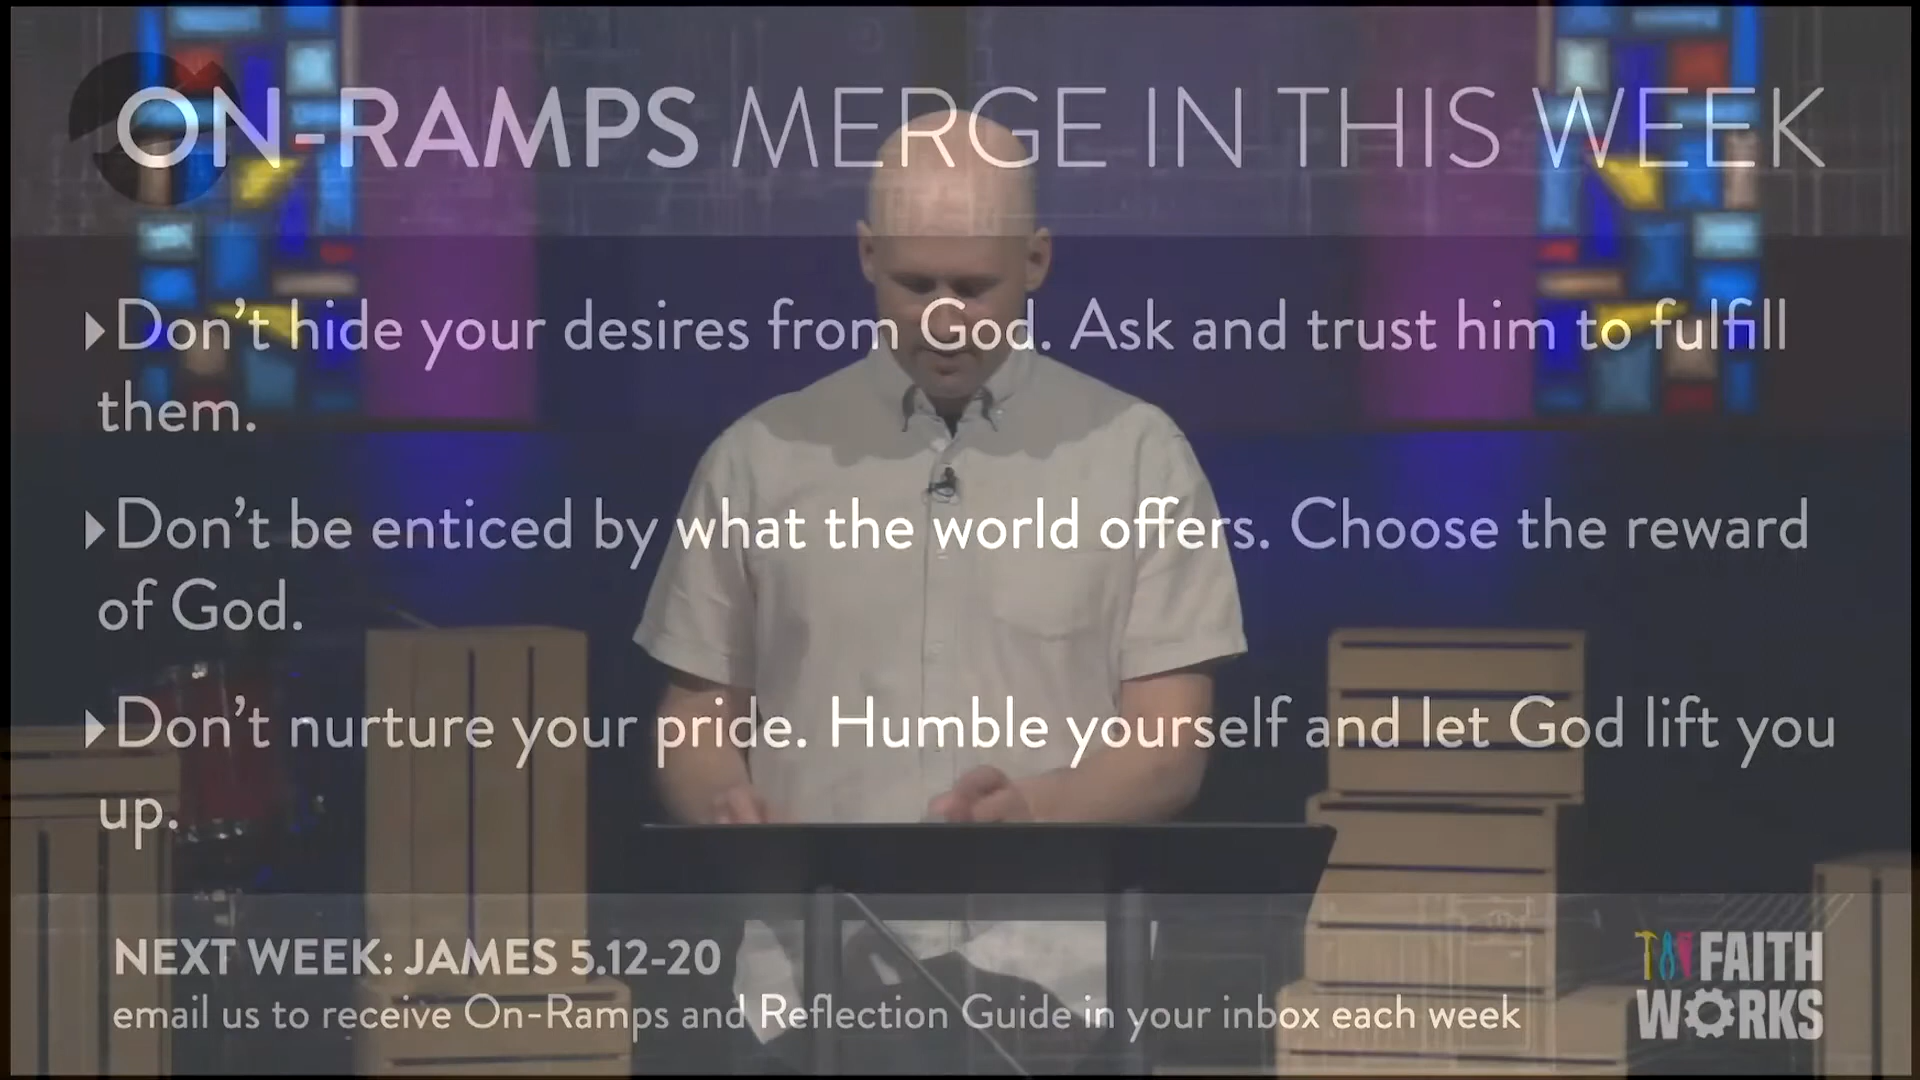 ON-RAMPS MERGE IN THIS WEEK
Don't hide your desires from God. Ask and trust him to fulfill
them.
Don't be enticed by what the world offers. Choose the reward
of God.
Don't nurture your pride. Humble yourself and let God lift you
up.
NEXT WEEK: JAMES 5.12-20
email us to receive On-Ramps and Reflection Guide in your inbox each week
FAITH
WORKS